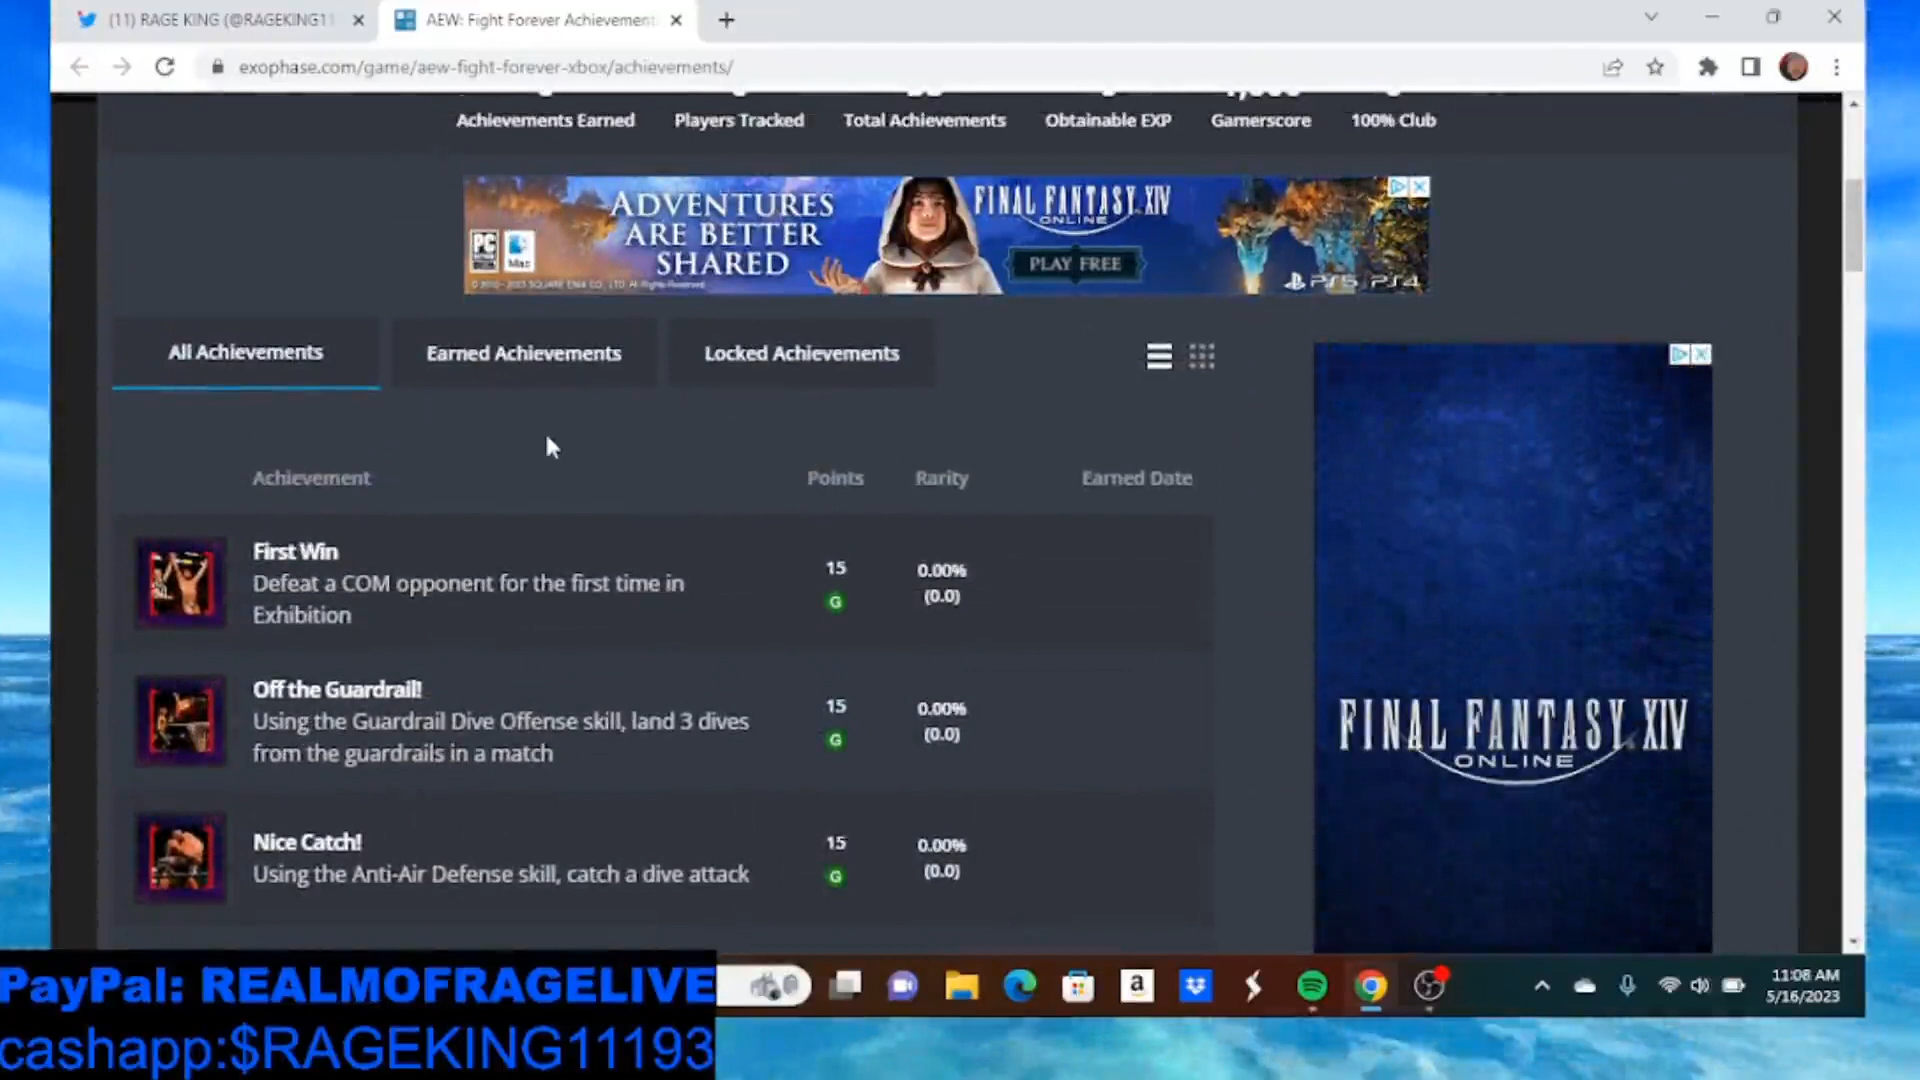 (11) RAGE KING (@RAGEKING11
AEW: Fight Forever Achievement
exophase.com/game/aew-fight-forever-xbox/achievements/
Achievements Earned
Players Tracked
Total Achievements
Obtainable EXP
Gamerscore
100% Club
ADVENTURES
ARE BETTER
SHARED
PC
Mac
FINAL FANTASY XIV
ONLINE
PLAY FREE
PS5 PS4
All Achievements
Earned Achievements
Locked Achievements
Achievement
Points
Rarity
Earned Date
First Win
Defeat a COM opponent for the first time in
Exhibition
15
G
0.00%
(0.0)
Off the Guardrail!
Using the Guardrail Dive Offense skill, land 3 dives
from the guardrails in a match
15
G
0.00%
(0.0)
Nice Catch!
Using the Anti-Air Defense skill, catch a dive attack
15
G
0.00%
(0.0)
FINAL FANTASY XIV
ONLINE
PayPal: REALMOFRAGELIVE
cashapp:$RAGEKING11193
a
11:08 AM
5/16/2023